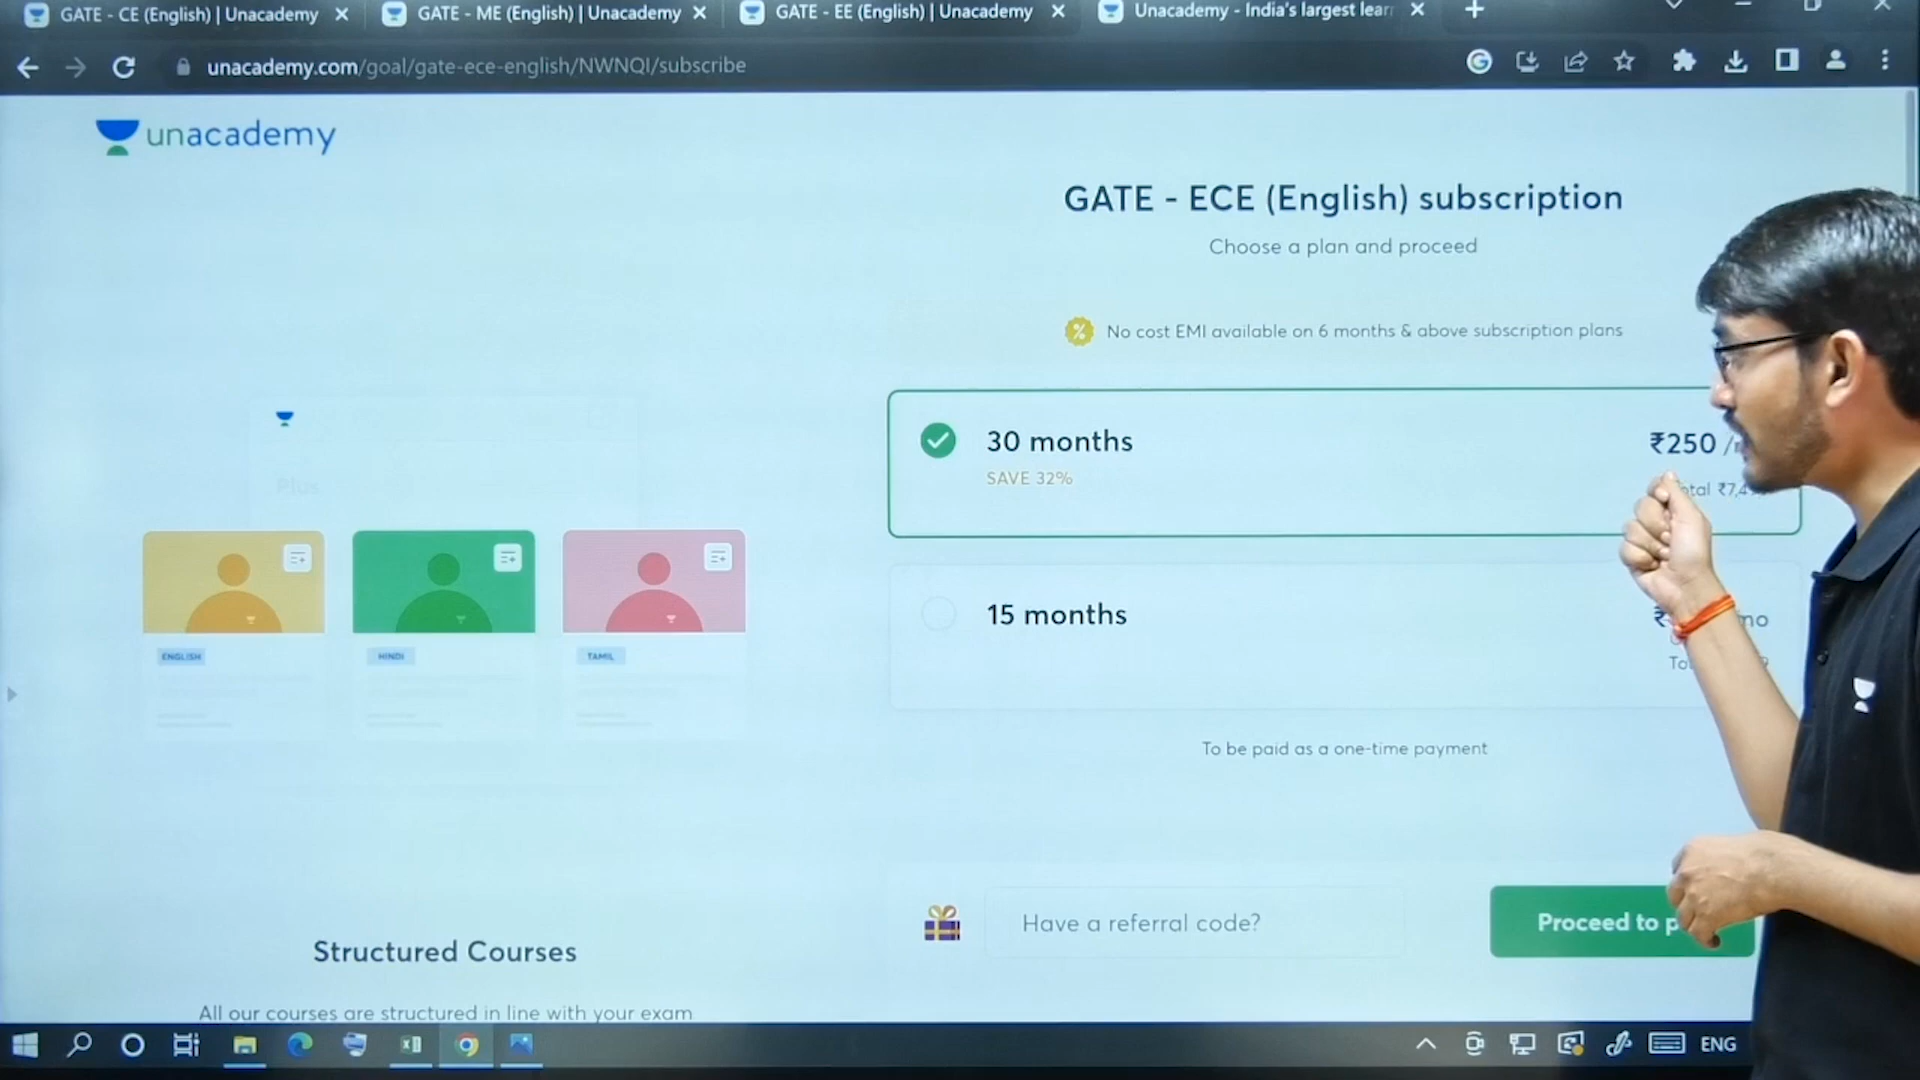 GATE - CE (English) | Unacademy
GATE - ME (English) | Unacademy
GATE - EE (English) | Unacademy
Unacademy - India's largest lear
unacademy.com/goal/gate-ece-english/NWNQI/subscribe
unacademy
GATE - ECE (English) subscription
Choose a plan and proceed
No cost EMI available on 6 months & above subscription plans
30 months
₹250
SAVE 32%
15 months
Plus
ENGLISH
HINDI
TAMIL
To be paid as a one-time payment
Have a referral code?
Proceed to p
Structured Courses
All our courses are structured in line with your exam
ENG